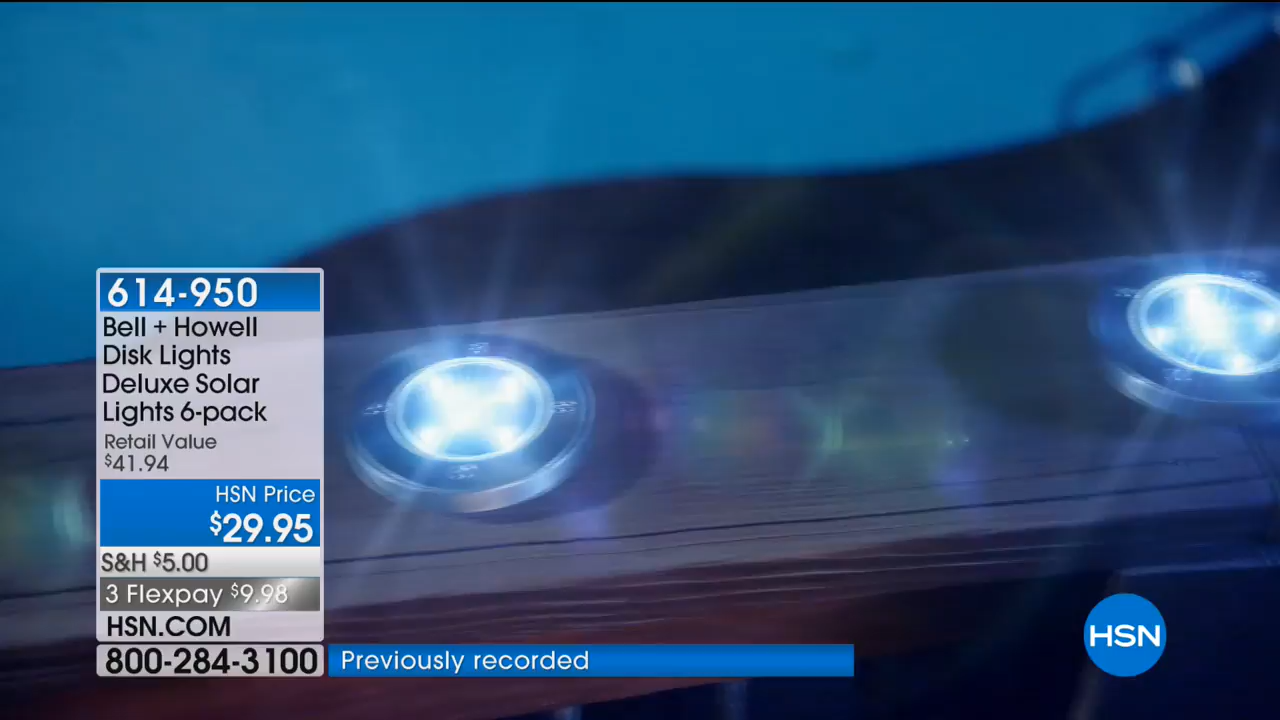 614-950
Bell + Howell
Disk Lights
Deluxe Solar
Lights 6-pack
Retail Value
$41.94
HSN Price
$29.95
S&H $5.00
3 Flexpay $9.98
HSN.COM
800-284-3100
Previously recorded
HSN